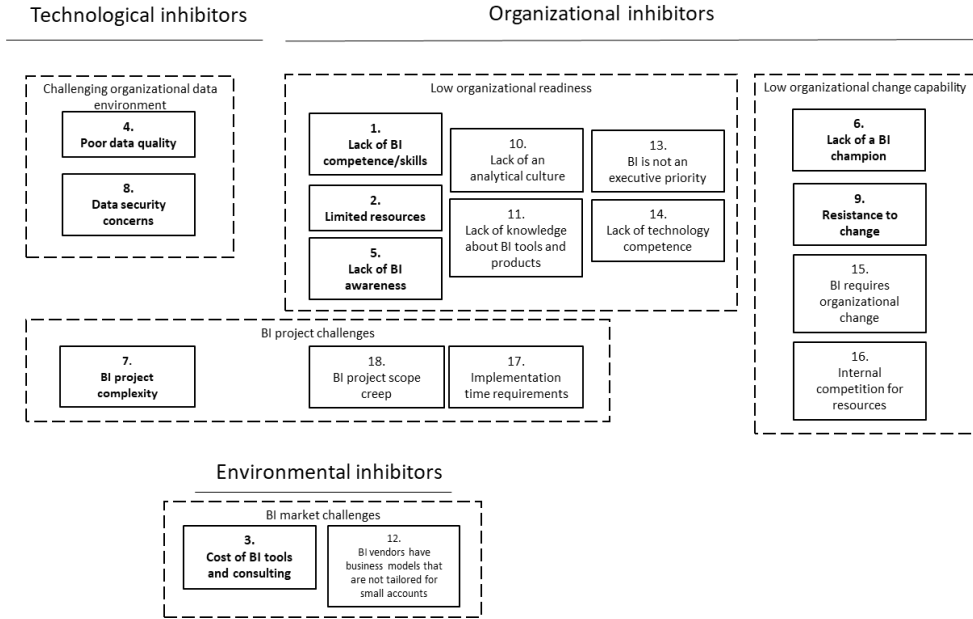 Technological inhibitors
Organizational inhibitors
Challenging organizational data
environment
4.
Poor data quality
8.
Data security
concerns
Low organizational readiness
1.
Lack of BI
competence/skills
2.
Limited resources
5.
Lack of BI
awareness
10.
Lack of an
analytical culture
11.
Lack of knowledge
about BI tools and
products
13.
BI is not an
executive priority
14.
Lack of technology
competence
Low organizational change capability
6.
Lack of a BI
champion
9.
Resistance to
change
15.
BI requires
organizational
change
16.
Internal
competition for
resources
BI project challenges
7.
BI project
complexity
18.
BI project scope
creep
17.
Implementation
time requirements
Environmental inhibitors
BI market challenges
3.
Cost of BI tools
and consulting
12.
BI vendors have
business models that
are not tailored for
small accounts